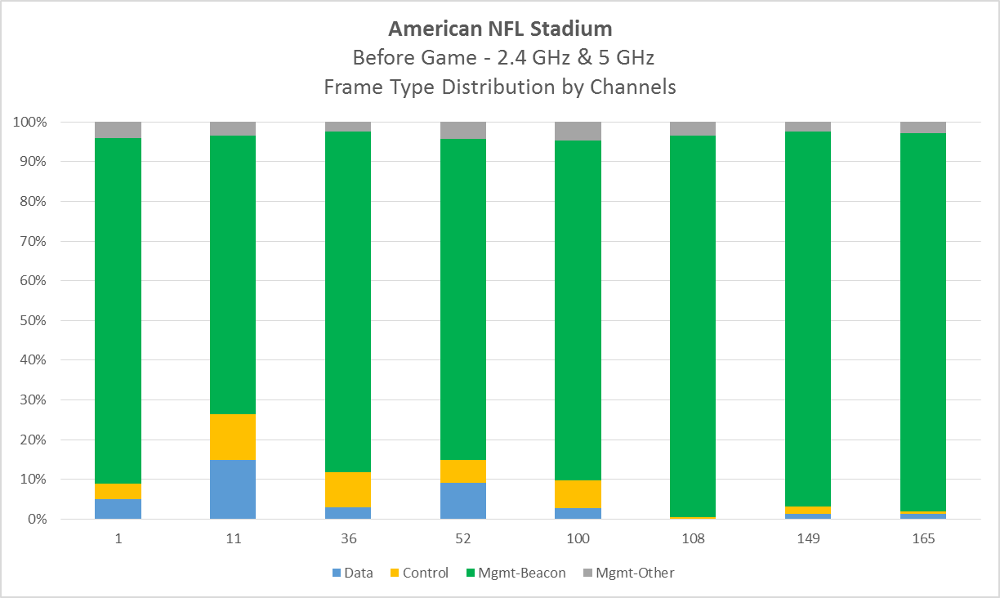 American NFL Stadium
Before Game - 2.4 GHz & 5 GHz
Frame Type Distribution by Channels
100%
90%
80%
70%
60%
50%
40%
30%
20%
10%
0%
1 11 36 52 100 108 149 165
Data Control Mgmt-Beacon Mgmt-Other